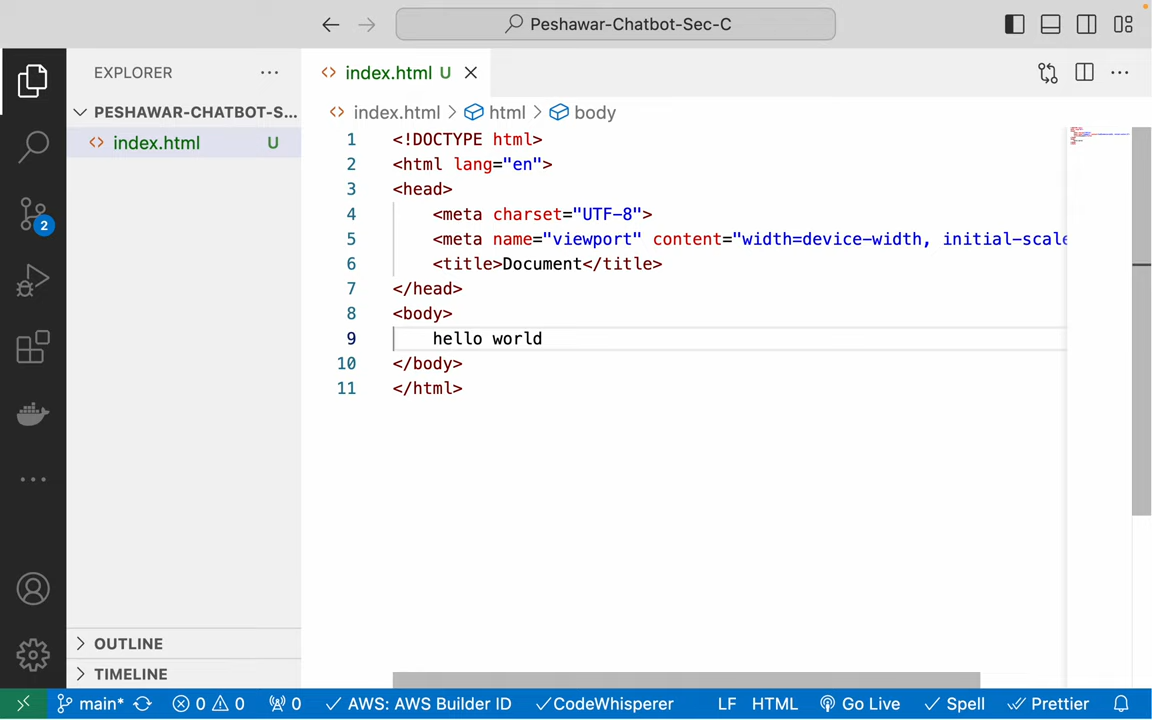 Peshawar-Chatbot-Sec-C
EXPLORER
index.html U
PESHAWAR-CHATBOT-S...
index.html > html > body
index.html U
1 <!DOCTYPE html>
2 <html lang="en">
3 <head>
4 <meta charset="UTF-8">
5 <meta name="viewport" content="width=device-width, initial-scale
6 <title>Document</title>
7 </head>
8 <body>
9 hello world
10 </body>
11 </html>
2
OUTLINE
TIMELINE
main* 0 0 0 AWS: AWS Builder ID CodeWhisperer LF HTML Go Live Spell Prettier